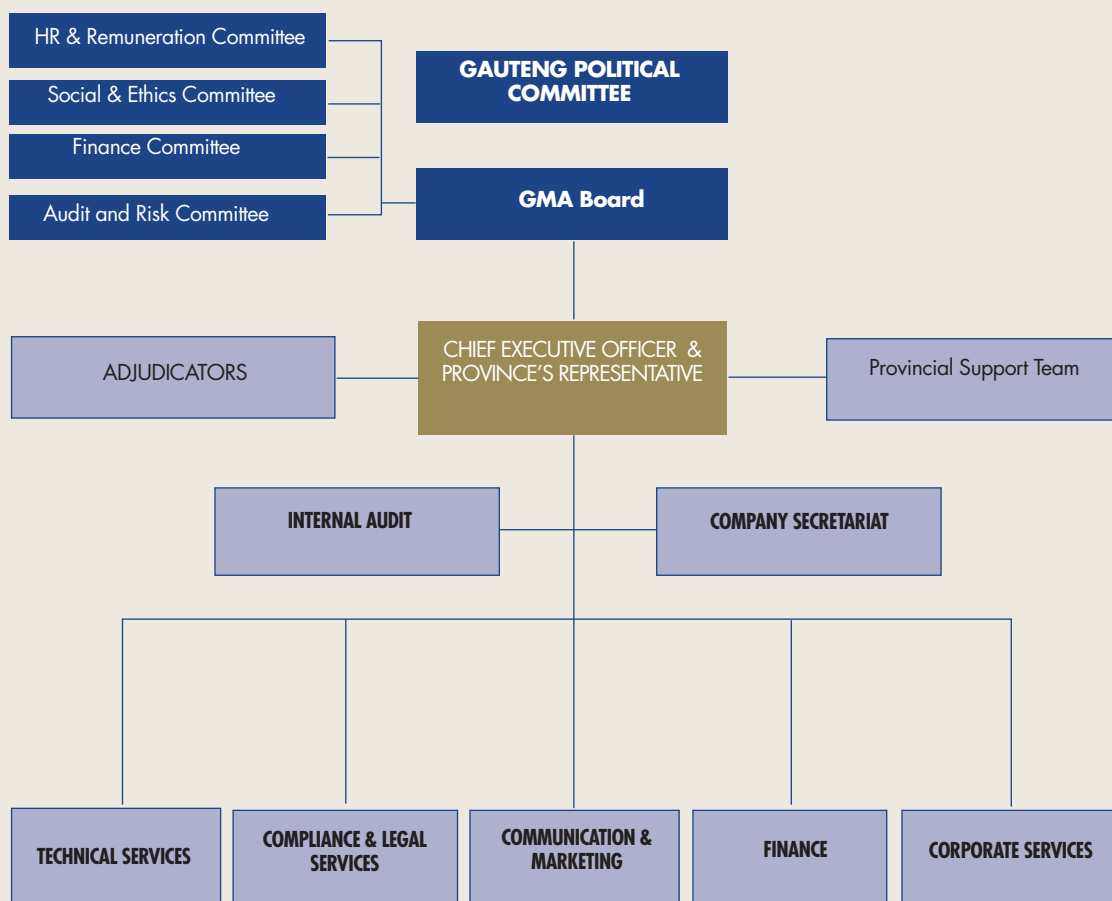 HR & Remuneration Committee
Social & Ethics Committee
Finance Committee
Audit and Risk Committee
GAUTENG POLITICAL
COMMITTEE
GMA Board
ADJUDICATORS
CHIEF EXECUTIVE OFFICER &
PROVINCE'S REPRESENTATIVE
Provincial Support Team
INTERNAL AUDIT
COMPANY SECRETARIAT
TECHNICAL SERVICES
COMPLIANCE & LEGAL
SERVICES
COMMUNICATION &
MARKETING
FINANCE
CORPORATE SERVICES